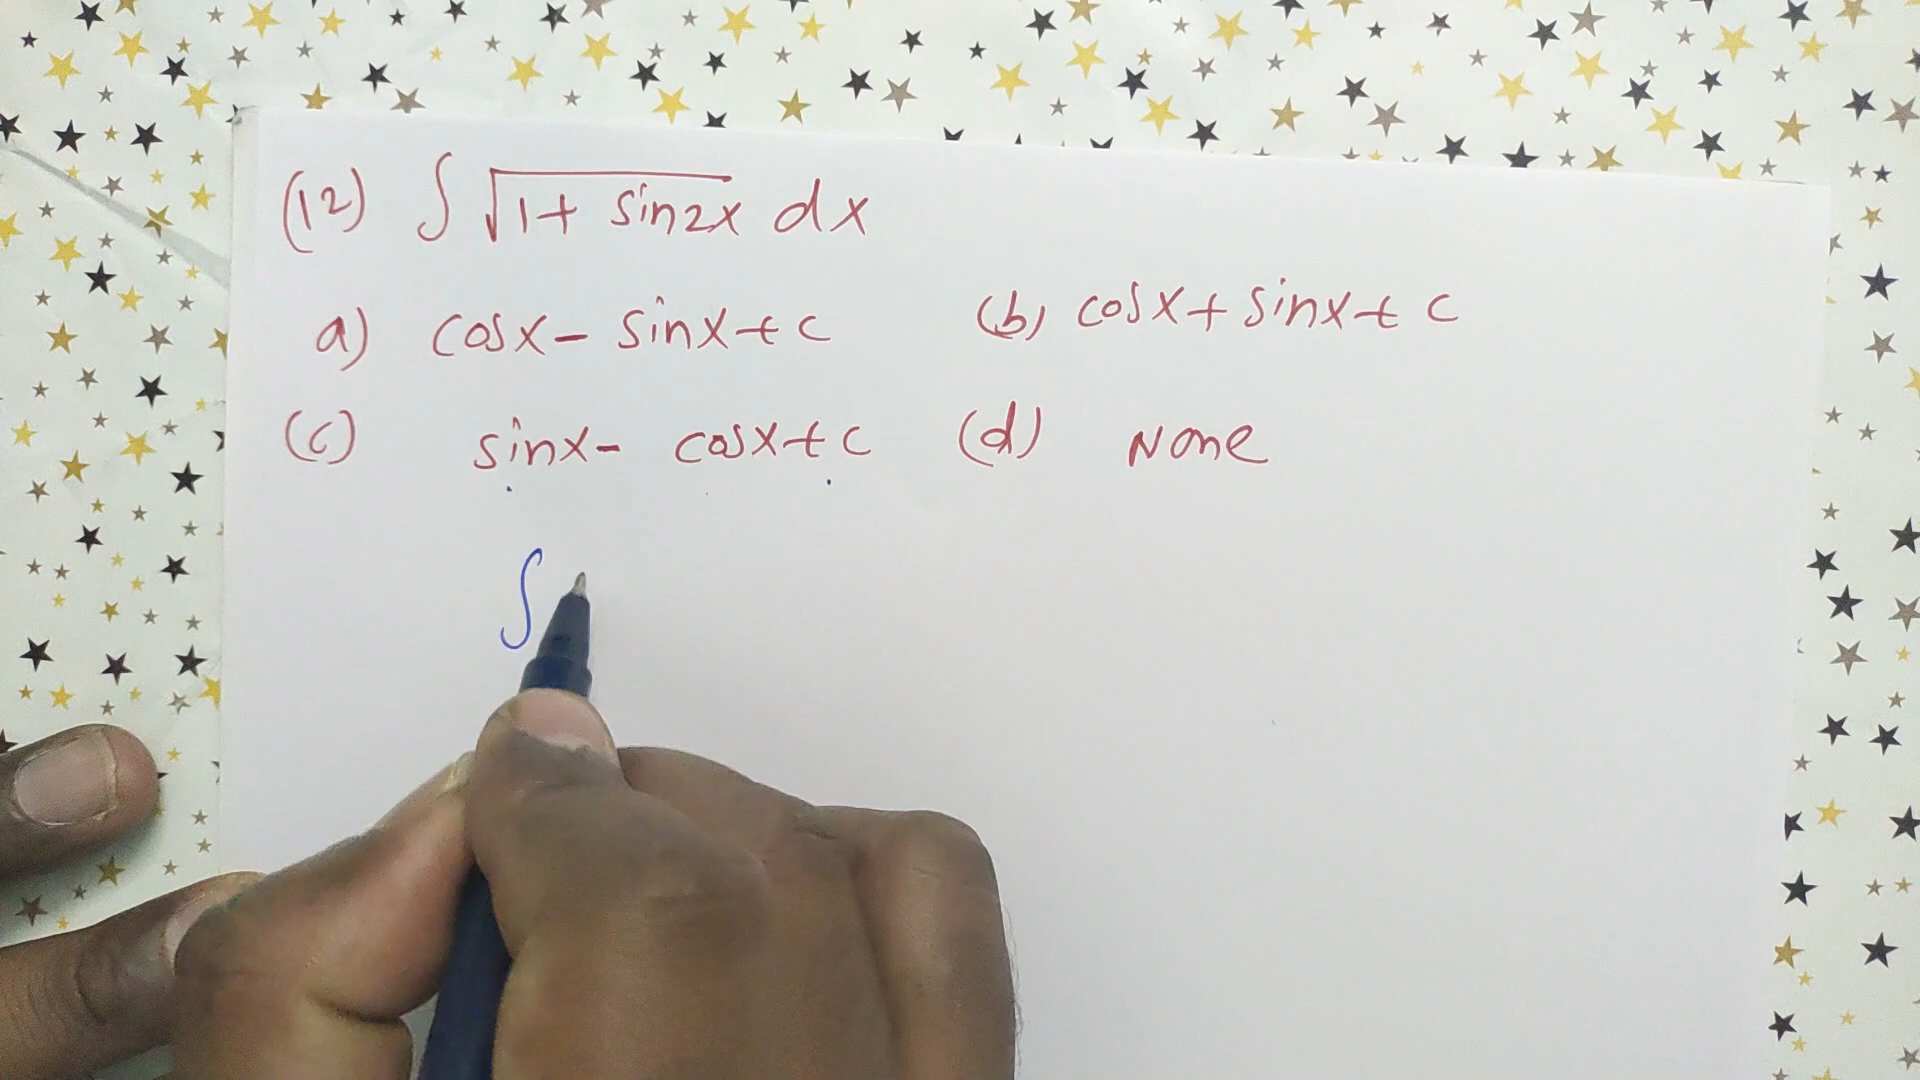 (12) ∫ √1+ sin2x dx
a) cosx- sinx+c (b) cosx+sinx+c
(c) sinx- cosx+c (d) None
∫